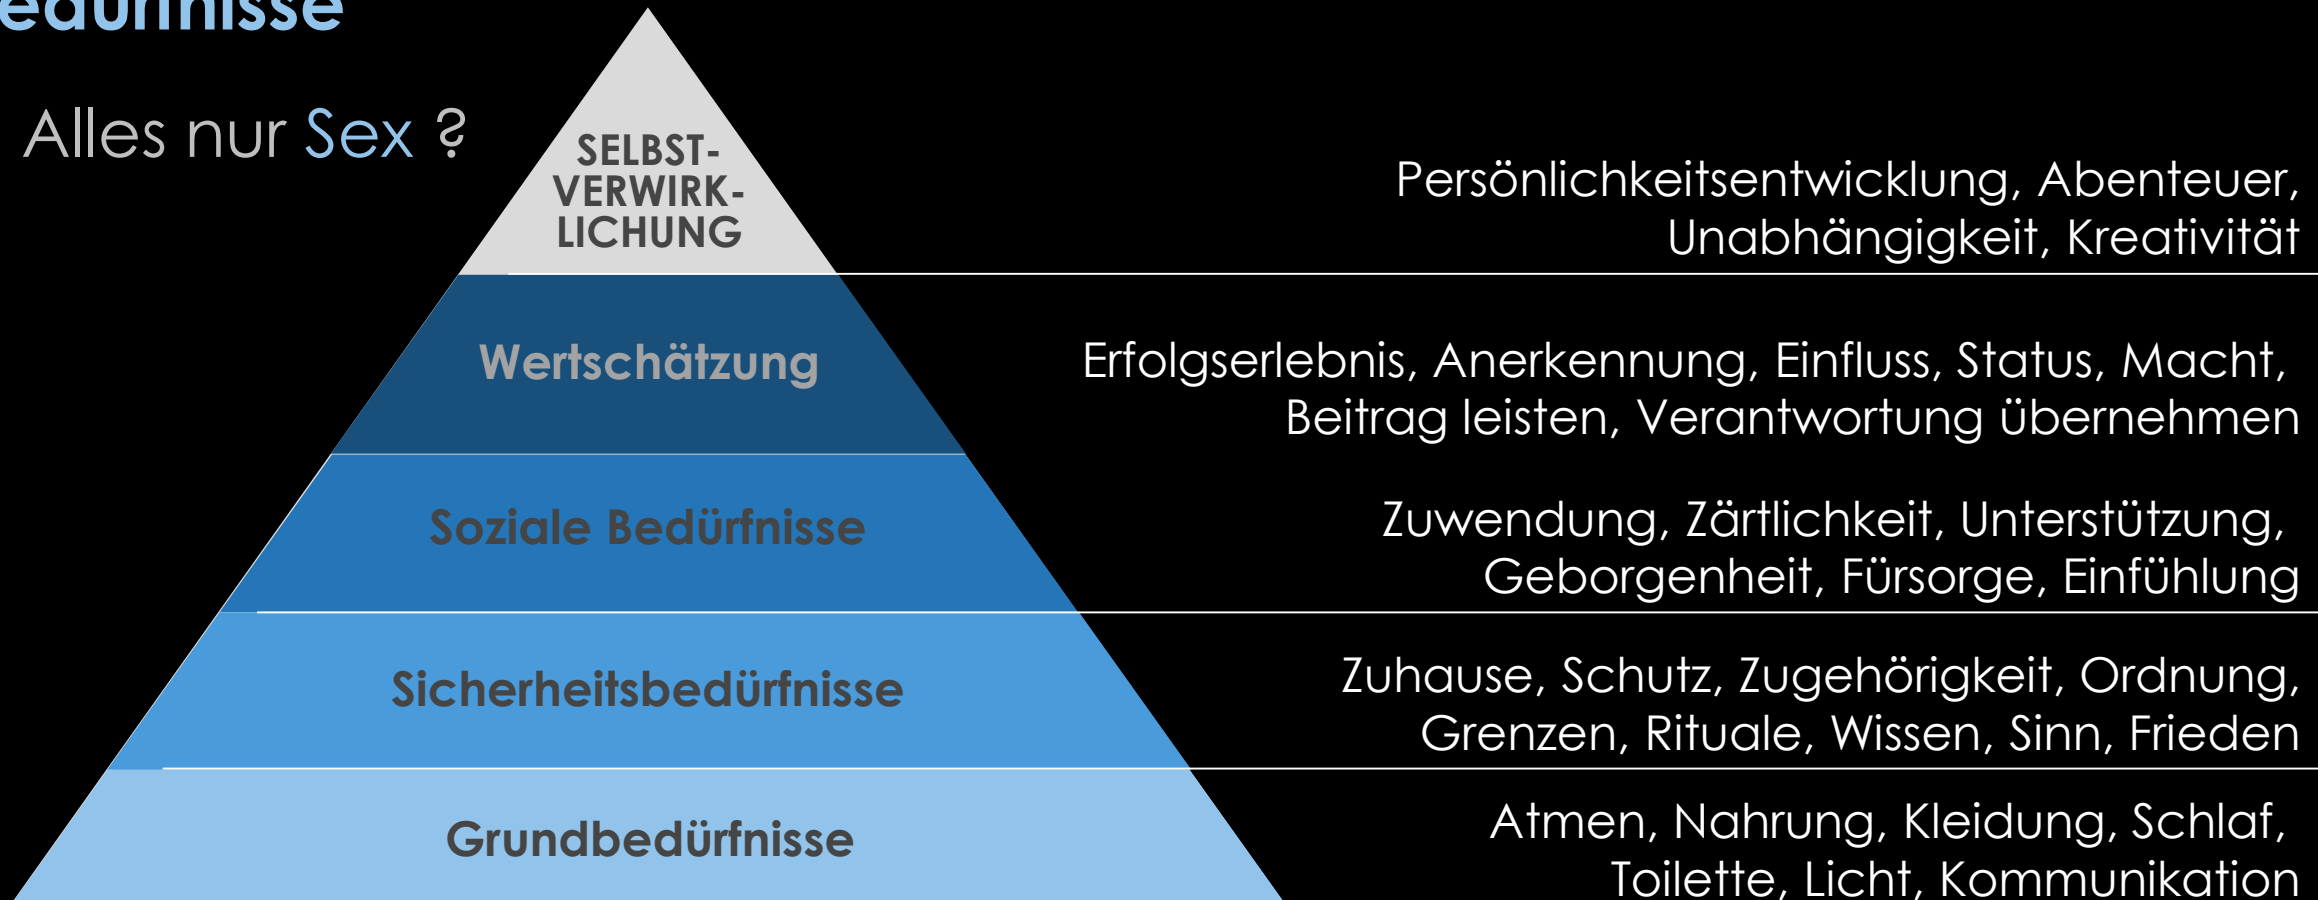 edürfnisse
Alles nur Sex ?
SELBST-
VERWIRK-
LICHUNG
Persönlichkeitsentwicklung, Abenteuer,
Unabhängigkeit, Kreativität
Wertschätzung
Erfolgserlebnis, Anerkennung, Einfluss, Status, Macht,
Beitrag leisten, Verantwortung übernehmen
Soziale Bedürfnisse
Zuwendung, Zärtlichkeit, Unterstützung,
Geborgenheit, Fürsorge, Einfühlung
Sicherheitsbedürfnisse
Zuhause, Schutz, Zugehörigkeit, Ordnung,
Grenzen, Rituale, Wissen, Sinn, Frieden
Grundbedürfnisse
Atmen, Nahrung, Kleidung, Schlaf,
Toilette, Licht, Kommunikation